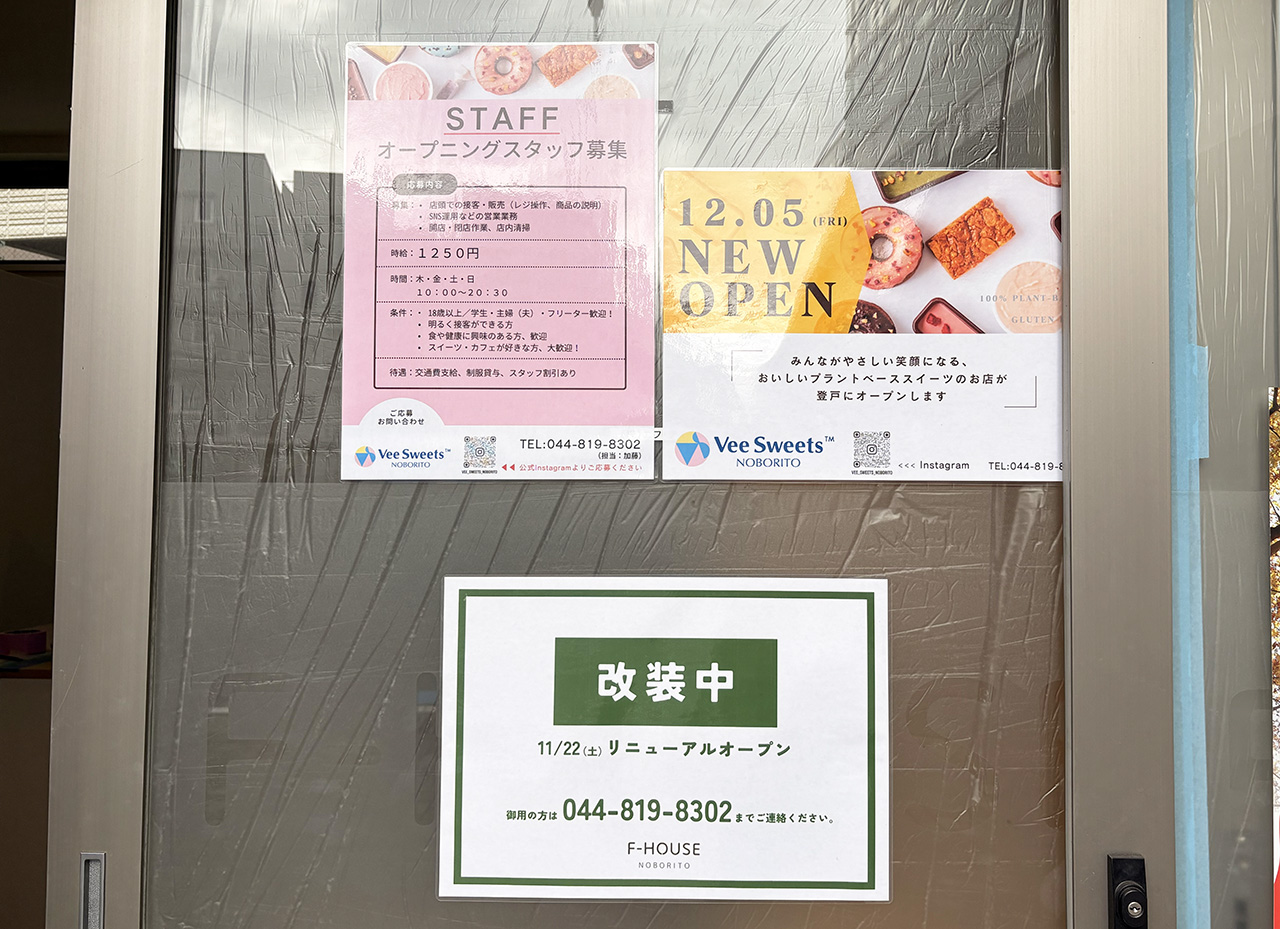 STAFF
オープニングスタッフ募集
応募内容
募集：・ 店頭での接客・販売（レジ操作、商品の説明）
・ SNS運用などの営業業務
・ 開店・閉店作業、店内清掃
時給：１２５０円
時間：木・金・土・日
１０：００〜２０：３０
条件：・ 18歳以上／学生・主婦（夫）・フリーター歓迎！
・ 明るく接客ができる方
・ 食や健康に興味のある方、歓迎
・ スイーツ・カフェが好きな方、大歓迎！
待遇：交通費支給、制服貸与、スタッフ割引あり
ご応募
お問い合わせ
Vee Sweets™
NOBORITO
VEE_SWEETS_NOBORITO
TEL:044-819-8302
（担当：加藤）
◀◀ 公式Instagramよりご応募ください
12.05 (FRI)
NEW
OPEN
100% PLANT-B
GLUTEN
みんながやさしい笑顔になる、
おいしいプラントベーススイーツのお店が
登戸にオープンします
Vee Sweets™
NOBORITO
VEE_SWEETS_NOBORITO
<<< Instagram
TEL:044-819-8
フ
改装中
11/22（土）リニューアルオープン
御用の方は 044-819-8302 までご連絡ください。
F-HOUSE
NOBORITO